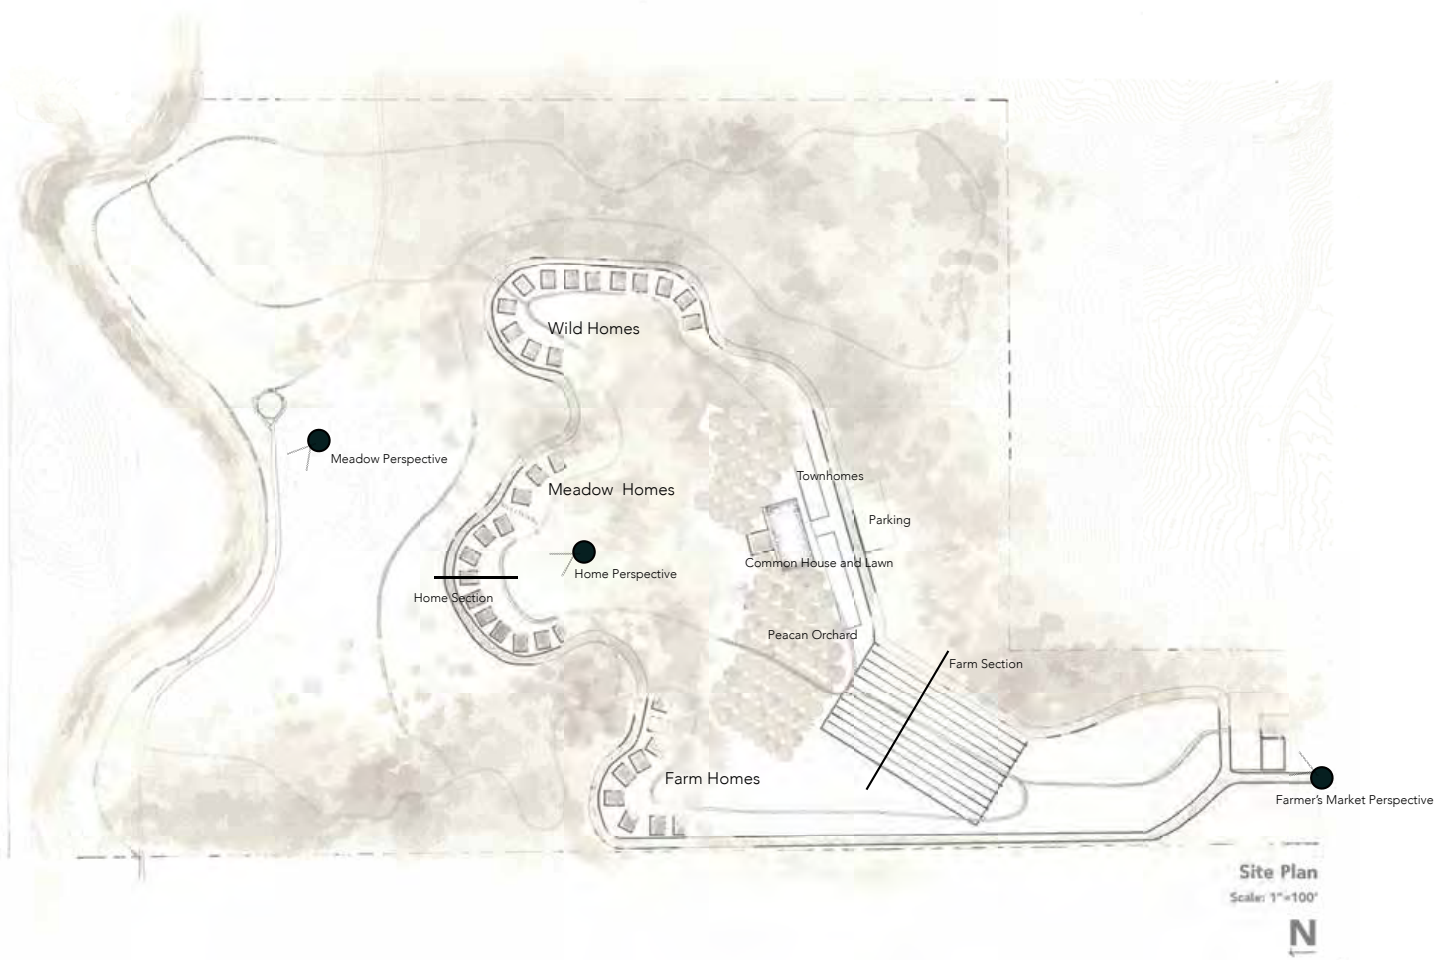 Wild Homes
Meadow Perspective
Townhomes
Meadow  Homes
Parking
Common House and Lawn
Home Perspective
Home Section
Peacan Orchard
Farm Section
Farm Homes
Farmer's Market Perspective
Site Plan
Scale: 1"=100'
N